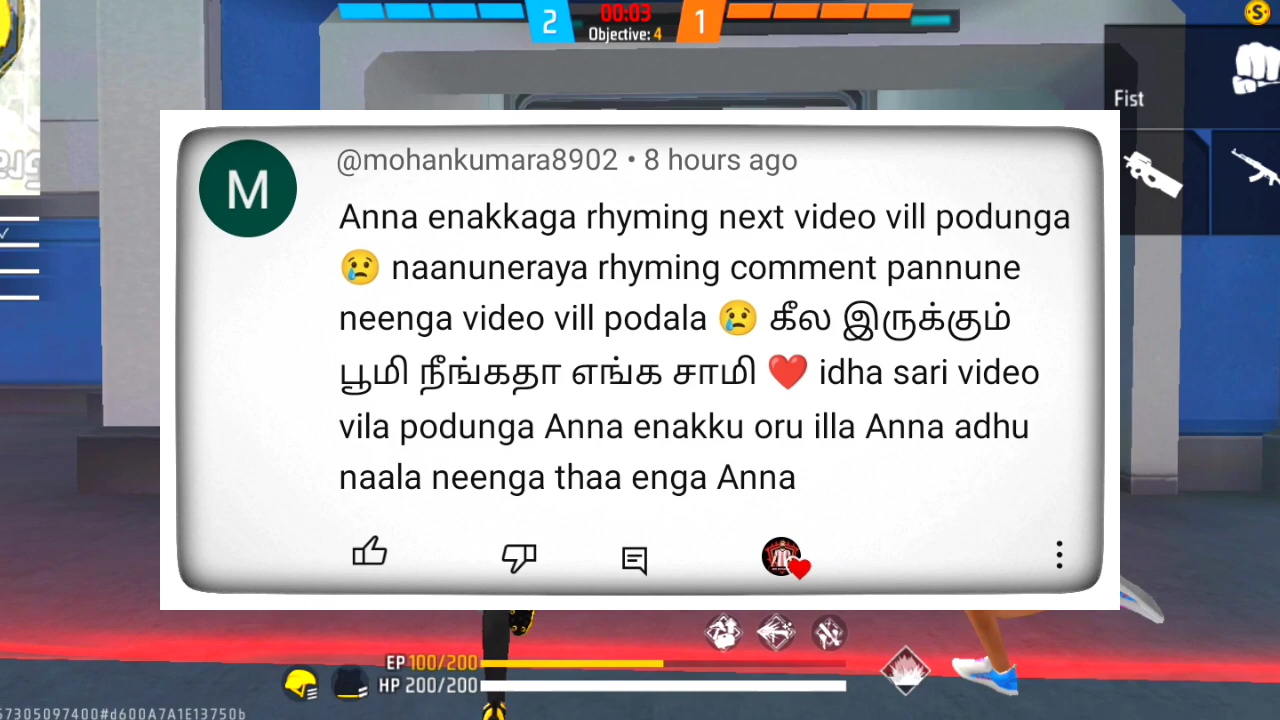 2
00:03
Objective: 4
1
S
Fist
M
@mohankumara8902 • 8 hours ago
Anna enakkaga rhyming next video vill podunga
😢 naanuneraya rhyming comment pannune
neenga video vill podala 😢 கீல இருக்கும்
பூமி நீங்கதா எங்க சாமி ❤️ idha sari video
vila podunga Anna enakku oru illa Anna adhu
naala neenga thaa enga Anna
EP 100/200
HP 200/200
57305097400#d600A7A1E13750b